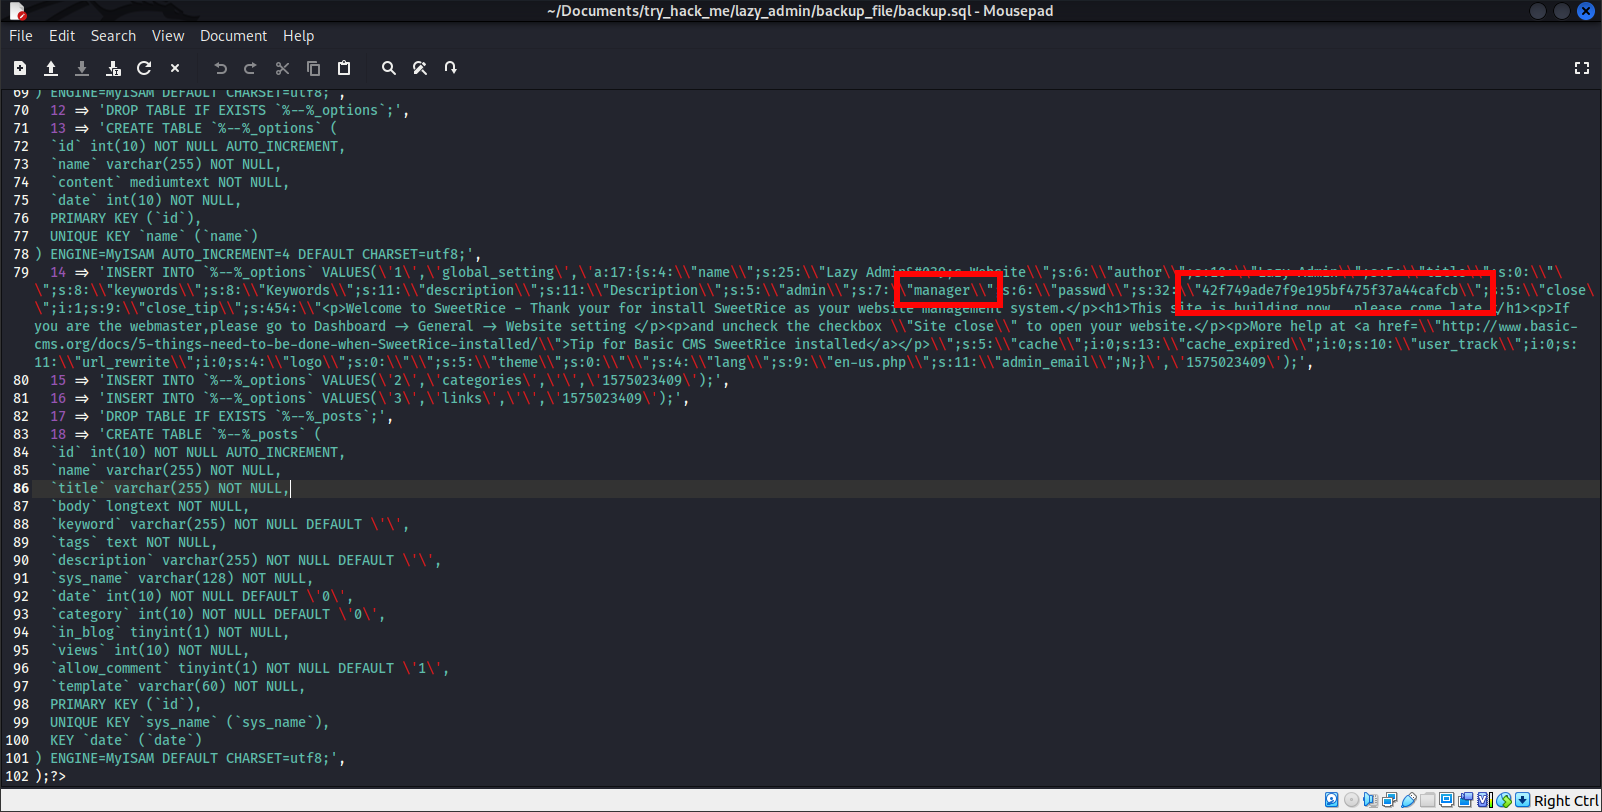 ~/Documents/try_hack_me/lazy_admin/backup_file/backup.sql - Mousepad
File Edit Search View Document Help
69 ) ENGINE=MyISAM DEFAULT CHARSET=utf8;',
70 12 => 'DROP TABLE IF EXISTS `%--%_options`;',
71 13 => 'CREATE TABLE `%--%_options` (
72 `id` int(10) NOT NULL AUTO_INCREMENT,
73 `name` varchar(255) NOT NULL,
74 `content` mediumtext NOT NULL,
75 `date` int(10) NOT NULL,
76 PRIMARY KEY (`id`),
77 UNIQUE KEY `name` (`name`)
78 ) ENGINE=MyISAM AUTO_INCREMENT=4 DEFAULT CHARSET=utf8;',
79 14 => 'INSERT INTO `%--%_options` VALUES(\'1\',\'global_setting\',\'a:17:{s:4:\\"name\\";s:25:\\"Lazy Admin&#039;s Website\\";s:6:\\"author\\";s:10:\\"Lazy Admin\\";s:5:\\"title\\";s:0:\\"\
\";s:8:\\"keywords\\";s:8:\\"Keywords\\";s:11:\\"description\\";s:11:\\"Description\\";s:5:\\"admin\\";s:7:\\"manager\\";s:6:\\"passwd\\";s:32:\\"42f749ade7f9e195bf475f37a44cafcb\\";s:5:\\"close\
\";i:1;s:9:\\"close_tip\\";s:454:\\"<p>Welcome to SweetRice - Thank your for install SweetRice as your website management system.</p><h1>This site is building now , please come late.</h1><p>If
you are the webmaster,please go to Dashboard -> General -> Website setting </p><p>and uncheck the checkbox \\"Site close\\" to open your website.</p><p>More help at <a href=\\"http://www.basic-
cms.org/docs/5-things-need-to-be-done-when-SweetRice-installed/\\">Tip for Basic CMS SweetRice installed</a></p>\\";s:5:\\"cache\\";i:0;s:13:\\"cache_expired\\";i:0;s:10:\\"user_track\\";i:0;s:
11:\\"url_rewrite\\";i:0;s:4:\\"logo\\";s:0:\\"\\";s:5:\\"theme\\";s:0:\\"\\";s:4:\\"lang\\";s:9:\\"en-us.php\\";s:11:\\"admin_email\\";N;}\',\'1575023409\');',
80 15 => 'INSERT INTO `%--%_options` VALUES(\'2\',\'categories\',\'\',\'1575023409\');',
81 16 => 'INSERT INTO `%--%_options` VALUES(\'3\',\'links\',\'\',\'1575023409\');',
82 17 => 'DROP TABLE IF EXISTS `%--%_posts`;',
83 18 => 'CREATE TABLE `%--%_posts` (
84 `id` int(10) NOT NULL AUTO_INCREMENT,
85 `name` varchar(255) NOT NULL,
86 `title` varchar(255) NOT NULL,
87 `body` longtext NOT NULL,
88 `keyword` varchar(255) NOT NULL DEFAULT \'\',
89 `tags` text NOT NULL,
90 `description` varchar(255) NOT NULL DEFAULT \'\',
91 `sys_name` varchar(128) NOT NULL,
92 `date` int(10) NOT NULL DEFAULT \'0\',
93 `category` int(10) NOT NULL DEFAULT \'0\',
94 `in_blog` tinyint(1) NOT NULL,
95 `views` int(10) NOT NULL,
96 `allow_comment` tinyint(1) NOT NULL DEFAULT \'1\',
97 `template` varchar(60) NOT NULL,
98 PRIMARY KEY (`id`),
99 UNIQUE KEY `sys_name` (`sys_name`),
100 KEY `date` (`date`)
101 ) ENGINE=MyISAM DEFAULT CHARSET=utf8;',
102 );?>
Right Ctrl